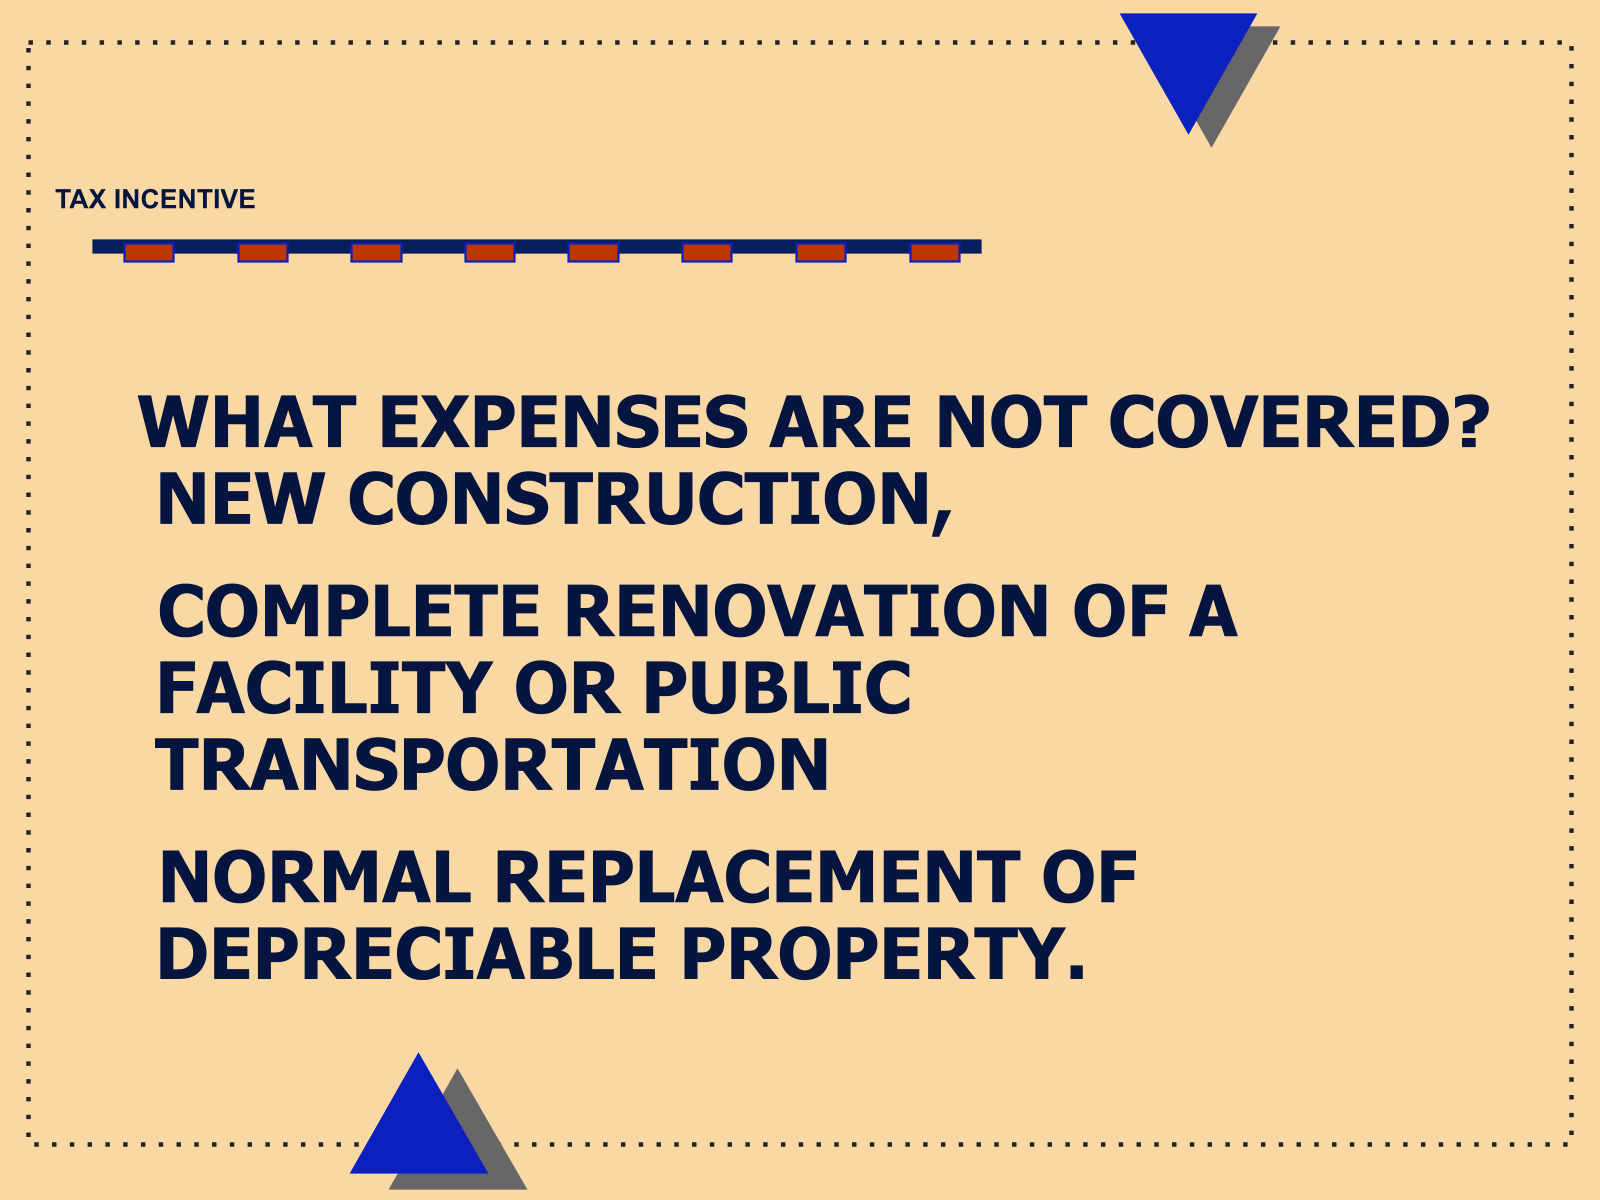 TAX INCENTIVE
WHAT EXPENSES ARE NOT COVERED?
NEW CONSTRUCTION,
COMPLETE RENOVATION OF A
FACILITY OR PUBLIC
TRANSPORTATION
NORMAL REPLACEMENT OF
DEPRECIABLE PROPERTY.